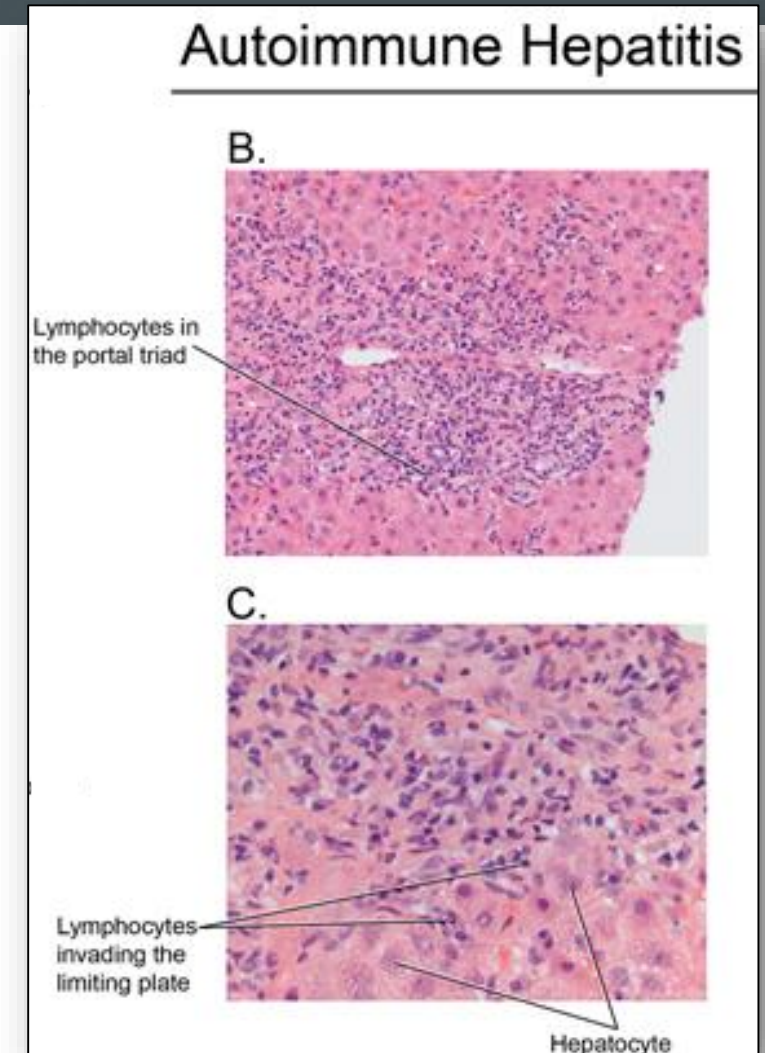 Autoimmune Hepatitis
B.
Lymphocytes in
the portal triad
C.
Lymphocytes
invading the
limiting plate
Hepatocyte